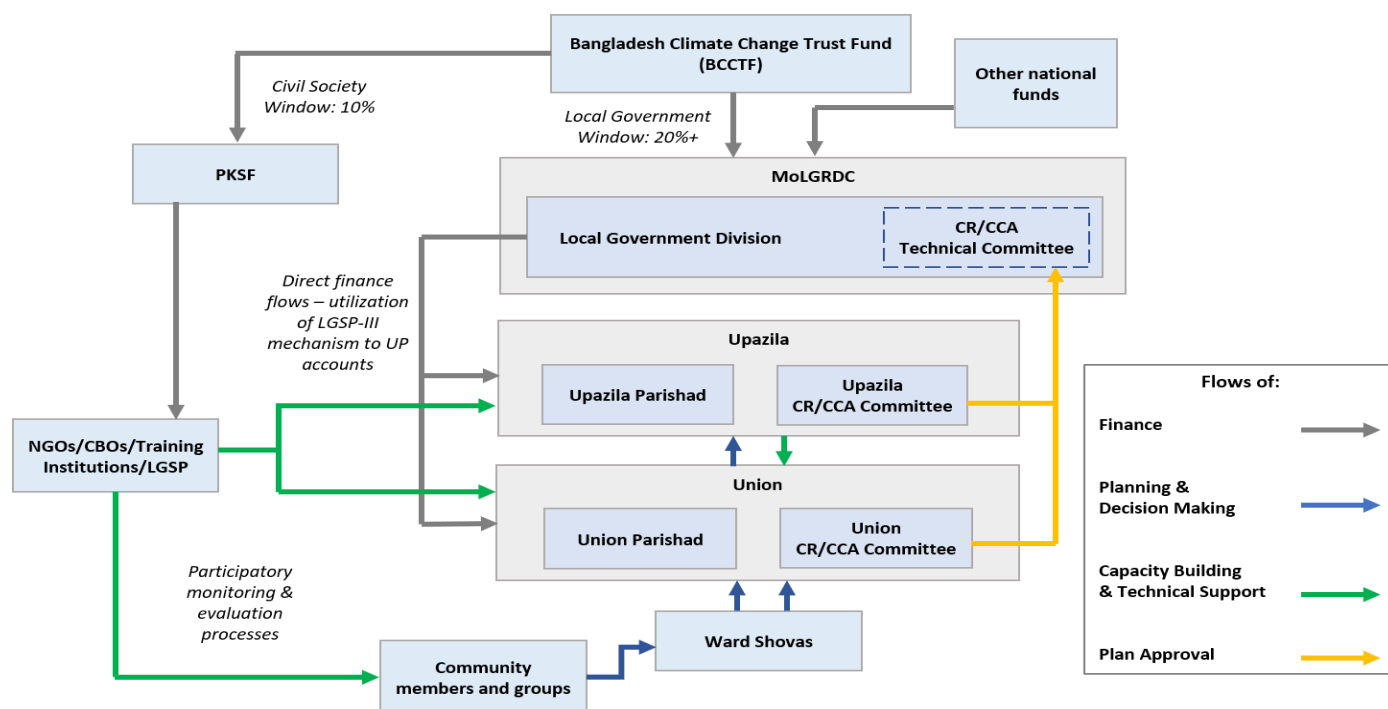 Bangladesh Climate Change Trust Fund
(BCCTF)
Other national
funds
Civil Society
Window: 10%
Local Government
Window: 20%+
PKSF
MoLGRDC
Local Government Division
CR/CCA
Technical Committee
Direct finance
flows – utilization
of LGSP-III
mechanism to UP
accounts
Upazila
Upazila Parishad
Upazila
CR/CCA Committee
NGOs/CBOs/Training
Institutions/LGSP
Union
Union Parishad
Union
CR/CCA Committee
Participatory
monitoring &
evaluation
processes
Ward Shovas
Community
members and groups
Flows of:
Finance
Planning &
Decision Making
Capacity Building
& Technical Support
Plan Approval